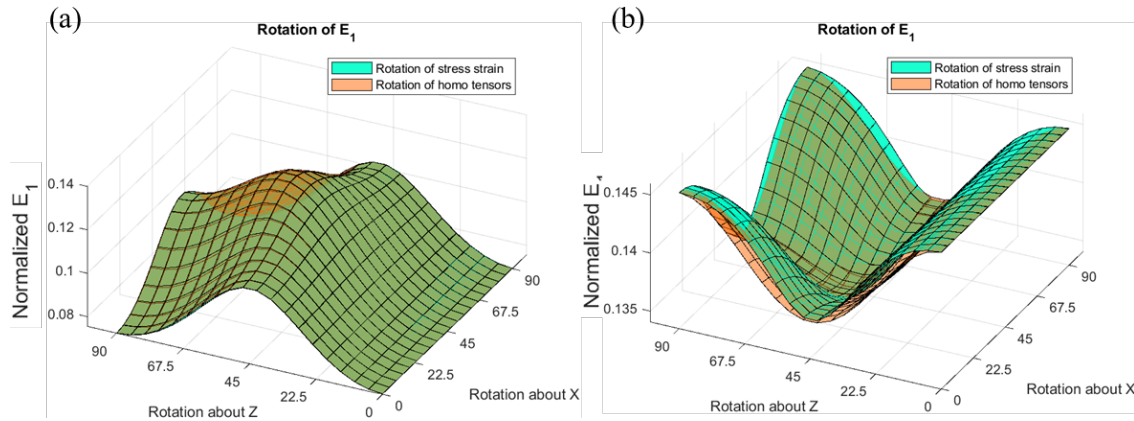 (a)
Rotation of E1
Rotation of stress strain
Rotation of homo tensors
Normalized E1
0.14
0.12
0.1
0.08
90
67.5
45
22.5
0
Rotation about Z
0
22.5
45
67.5
90
Rotation about X
(b)
Rotation of E1
Rotation of stress strain
Rotation of homo tensors
Normalized E1
0.145
0.14
0.135
90
67.5
45
22.5
0
Rotation about Z
0
22.5
45
67.5
90
Rotation about X